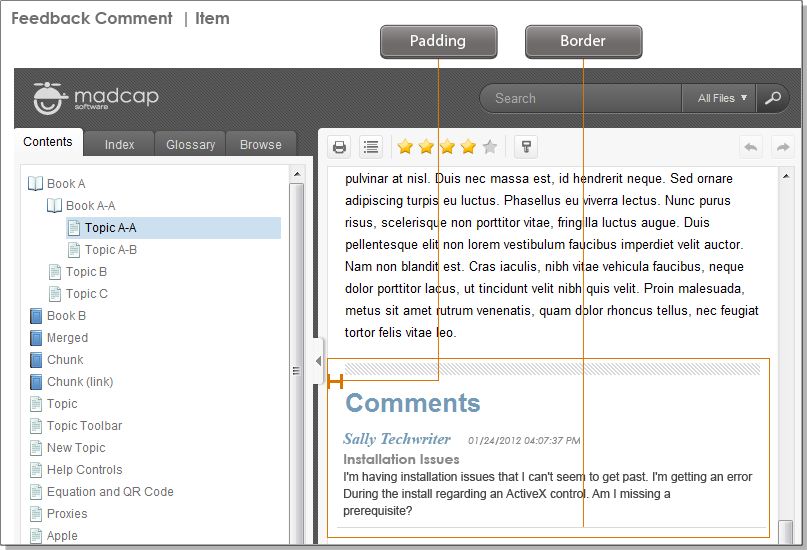 Feedback Comment | Item
Padding
Border
madcap
software
Search
All Files
Contents
Index
Glossary
Browse
Book A
Book A-A
Topic A-A
Topic A-B
Topic B
Topic C
Book B
Merged
Chunk
Chunk (link)
Topic
Topic Toolbar
New Topic
Help Controls
Equation and QR Code
Proxies
Apple
pulvinar at nisl. Duis nec massa est, id hendrerit neque. Sed ornare
adipiscing turpis eu luctus. Phasellus eu viverra lectus. Nunc purus
risus, scelerisque non porttitor vitae, fringilla luctus augue. Duis
pellentesque elit non lorem vestibulum faucibus imperdiet velit auctor.
Nam non blandit est. Cras iaculis, nibh vitae vehicula faucibus, neque
dolor porttitor lacus, ut tincidunt velit nibh quis velit. Proin malesuada,
metus sit amet rutrum venenatis, quam dolor rhoncus tellus, nec feugiat
tortor felis vitae leo.
Comments
Sally Techwriter 01/24/2012 04:07:37 PM
Installation Issues
I'm having installation issues that I can't seem to get past. I'm getting an error
During the install regarding an ActiveX control. Am I missing a
prerequisite?